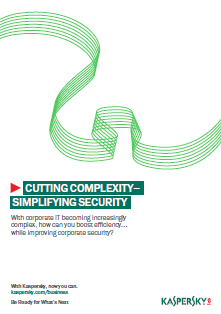 CUTTING COMPLEXITY–
SIMPLIFYING SECURITY
With corporate IT becoming increasingly
complex, how can you boost efficiency...
while improving corporate security?
With Kaspersky, now you can.
kaspersky.com/business
Be Ready for What's Next
KASPERSKY